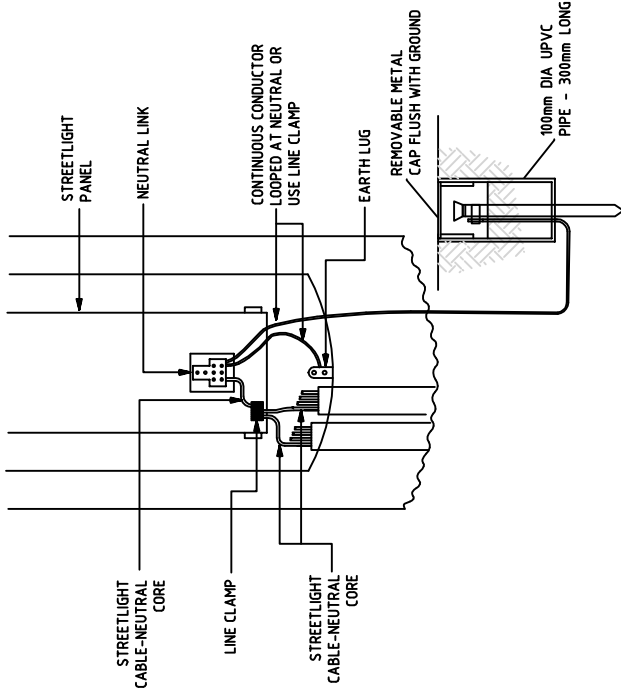 STREETLIGHT
PANEL
NEUTRAL LINK
CONTINUOUS CONDUCTOR
LOOPED AT NEUTRAL OR
USE LINE CLAMP
EARTH LUG
REMOVABLE METAL
CAP FLUSH WITH GROUND
100mm DIA UPVC
PIPE - 300mm LONG
STREETLIGHT
CABLE-NEUTRAL
CORE
LINE CLAMP
STREETLIGHT
CABLE-NEUTRAL
CORE